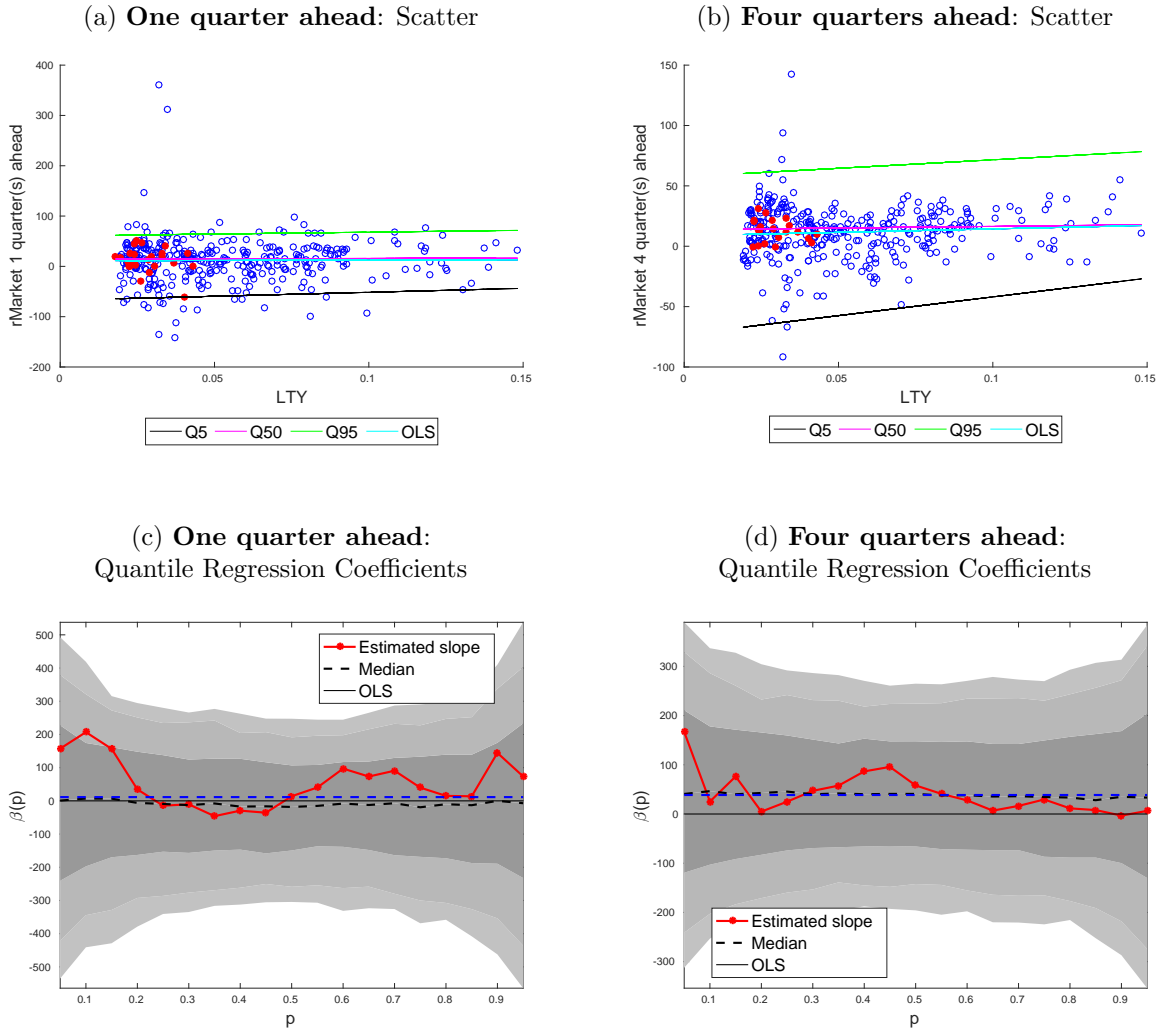 (a) One quarter ahead: Scatter
400
300
200
100
0
-100
-200
rMarket 1 quarter(s) ahead
0
0.05
0.1
0.15
LTY
Q5
Q50
Q95
OLS
(b) Four quarters ahead: Scatter
150
100
50
0
-50
-100
rMarket 4 quarter(s) ahead
0
0.05
0.1
0.15
LTY
Q5
Q50
Q95
OLS
(c) One quarter ahead:
Quantile Regression Coefficients
500
400
300
200
100
0
-100
-200
-300
-400
-500
β(p)
Estimated slope
Median
OLS
0.1
0.2
0.3
0.4
0.5
0.6
0.7
0.8
0.9
p
(d) Four quarters ahead:
Quantile Regression Coefficients
300
200
100
0
-100
-200
-300
β(p)
Estimated slope
Median
OLS
0.1
0.2
0.3
0.4
0.5
0.6
0.7
0.8
0.9
p